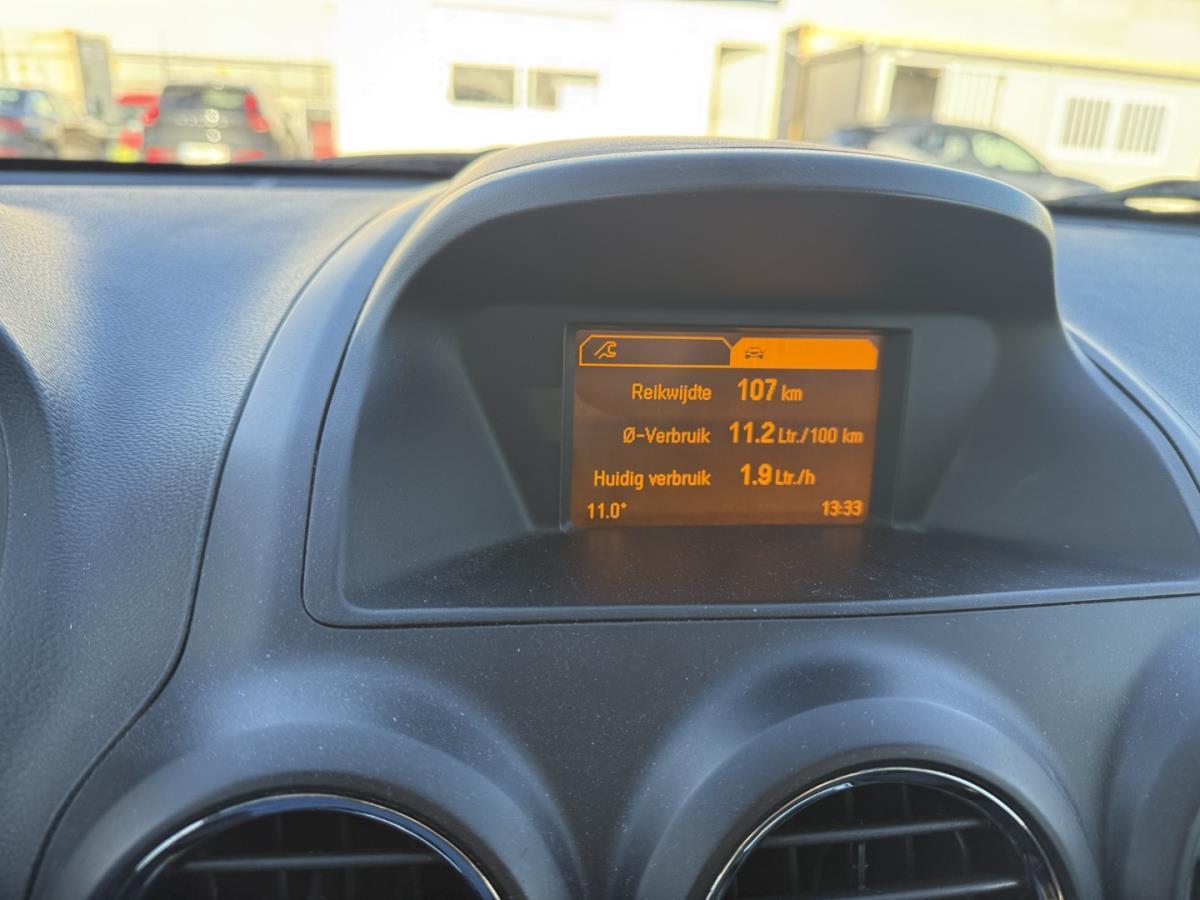 Reikwijdte 107 km
Ø-Verbruik 11.2 Ltr./100 km
Huidig verbruik 1.9 Ltr./h
11.0° 13:33